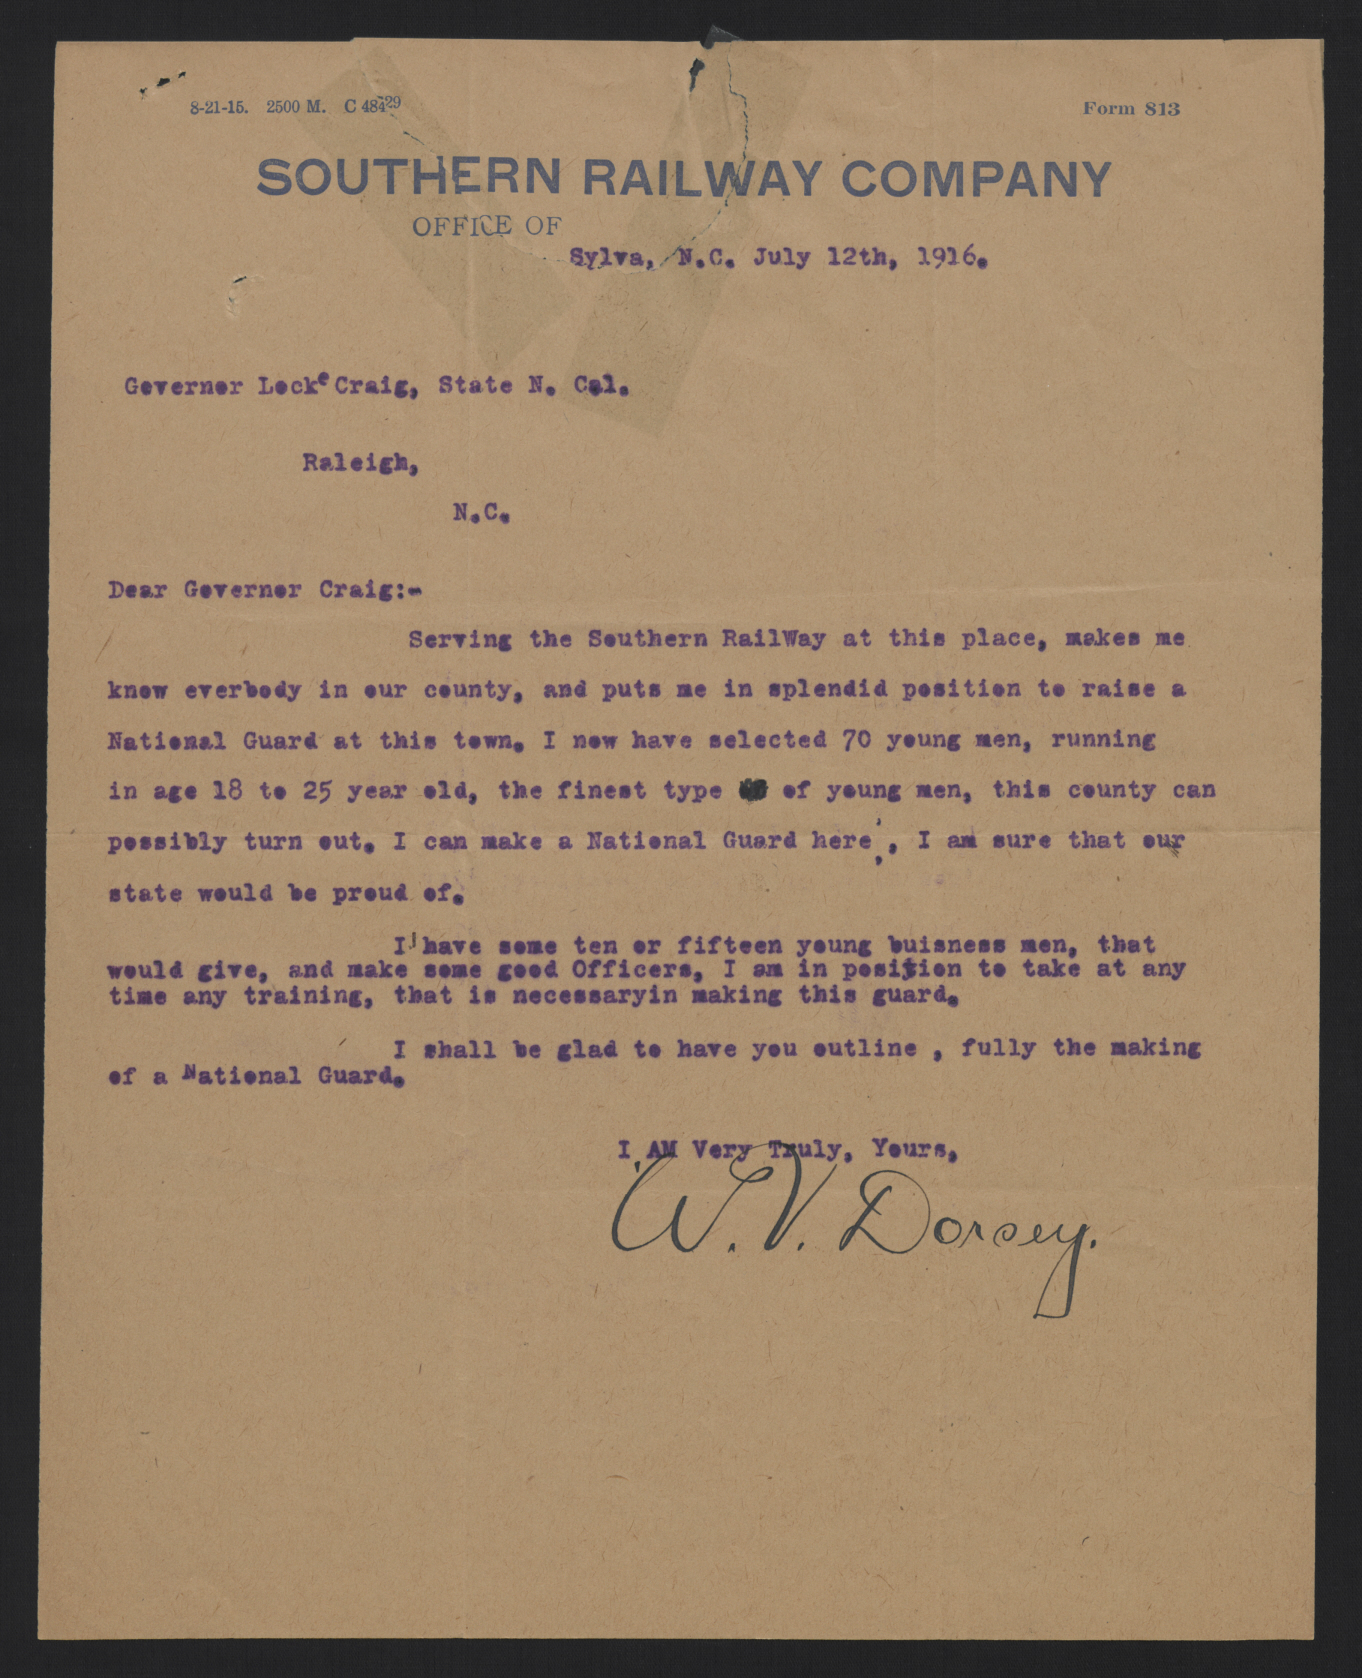 8-21-15. 2500 M. C 48429
Form 813
SOUTHERN RAILWAY COMPANY
OFFICE OF
Sylva, N.C. July 12th, 1916.
Governor Locke Craig, State N. Cal.
Raleigh,
N.C.
Dear Governor Craig:-
Serving the Southern RailWay at this place, makes me
know everbody in our county, and puts me in splendid position to raise a
National Guard at this town. I now have selected 70 young men, running
in age 18 to 25 year old, the finest type of young men, this county can
possibly turn out. I can make a National Guard here , I am sure that our
state would be proud of.
I have some ten or fifteen young buisness men, that
would give, and make some good Officers, I am in position to take at any
time any training, that is necessaryin making this guard.
I shall be glad to have you outline , fully the making
of a National Guard.
I AM Very Truly, Yours,
W. V. Dorsey.